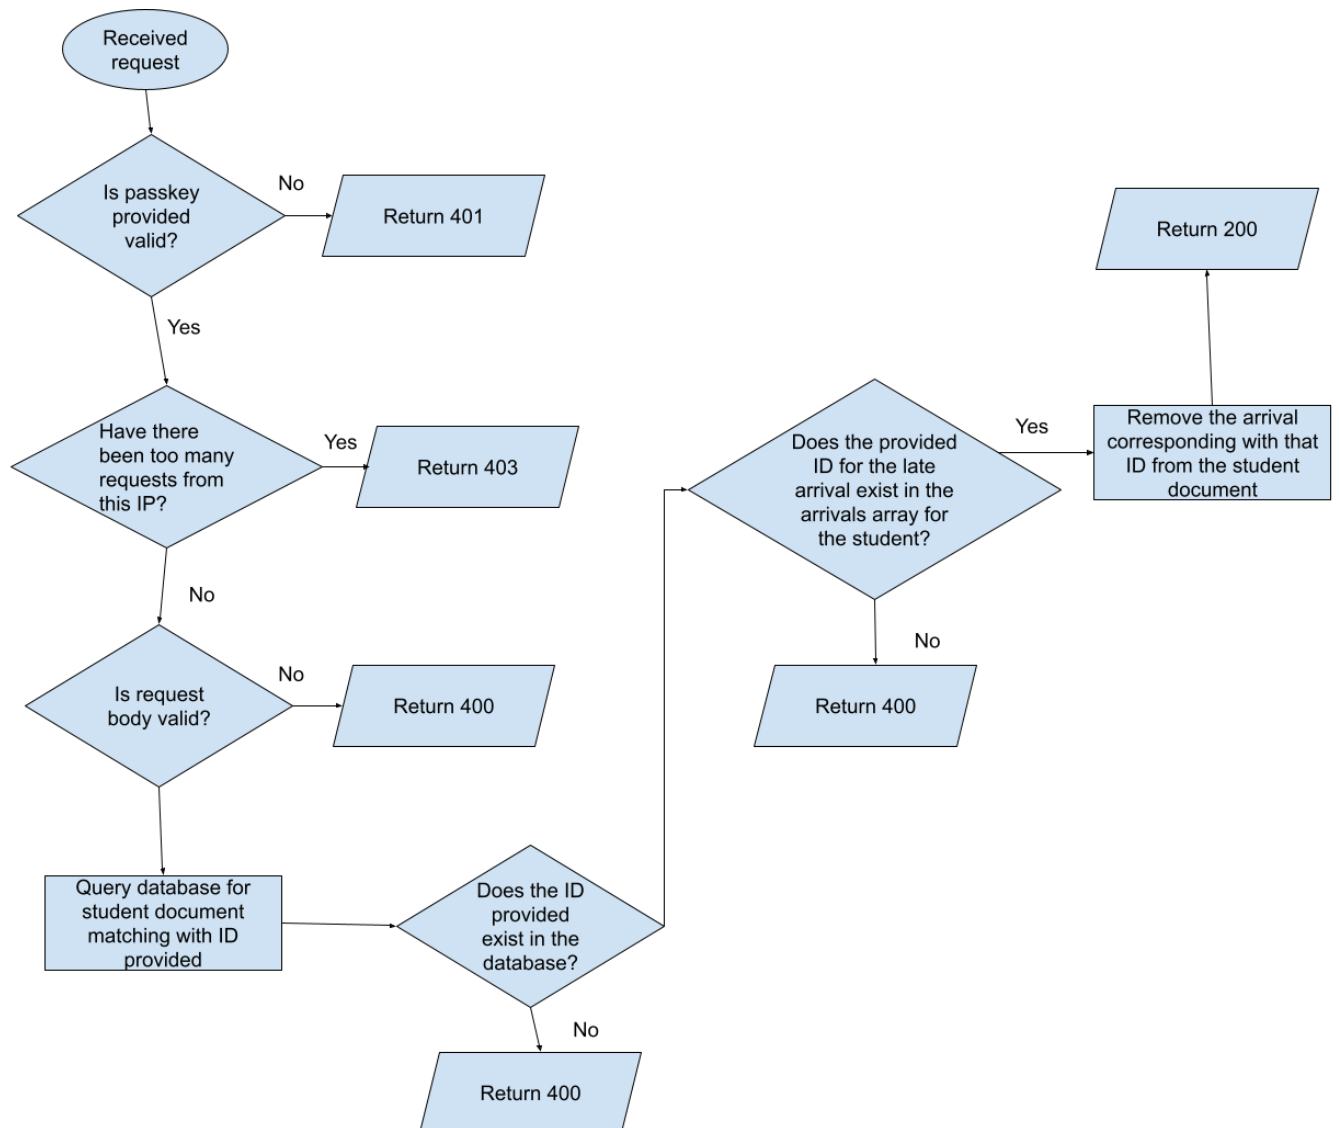 Received
request
Is passkey
provided
valid?
No
Return 401
Yes
Have there
been too many
requests from
this IP?
Yes
Return 403
No
Is request
body valid?
No
Return 400
Query database for
student document
matching with ID
provided
Does the ID
provided
exist in the
database?
No
Return 400
Does the provided
ID for the late
arrival exist in the
arrivals array for
the student?
No
Return 400
Yes
Remove the arrival
corresponding with that
ID from the student
document
Return 200